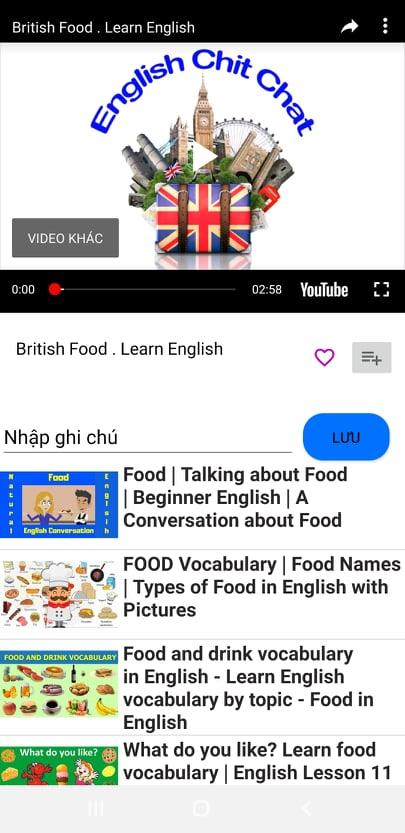 British Food . Learn English
English Chit Chat
VIDEO KHÁC
0:00
02:58
YouTube
British Food . Learn English
Nhập ghi chú
LƯU
Food
Natural
English
English Conversation
Food | Talking about Food
| Beginner English | A
Conversation about Food
FOOD Vocabulary | Food Names
| Types of Food in English with
Pictures
FOOD AND DRINK VOCABULARY
Food and drink vocabulary
in English - Learn English
vocabulary by topic - Food in
English
What do you like?
What do you like? Learn food
vocabulary | English Lesson 11